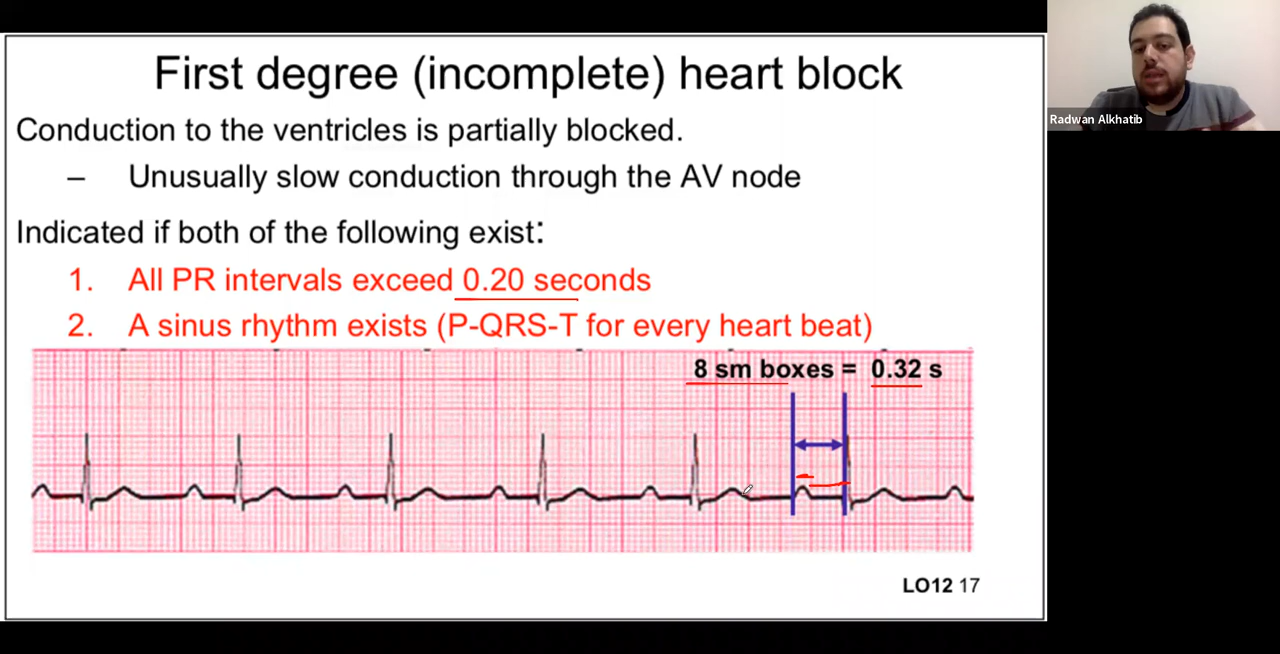 First degree (incomplete) heart block
Conduction to the ventricles is partially blocked.
– Unusually slow conduction through the AV node
Indicated if both of the following exist:
1. All PR intervals exceed 0.20 seconds
2. A sinus rhythm exists (P-QRS-T for every heart beat)
8 sm boxes = 0.32 s
LO12 17
Radwan Alkhatib